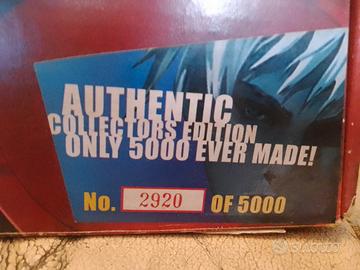 AUTHENTIC
COLLECTORS EDITION
ONLY 5000 EVER MADE!
No. 2920 OF 5000